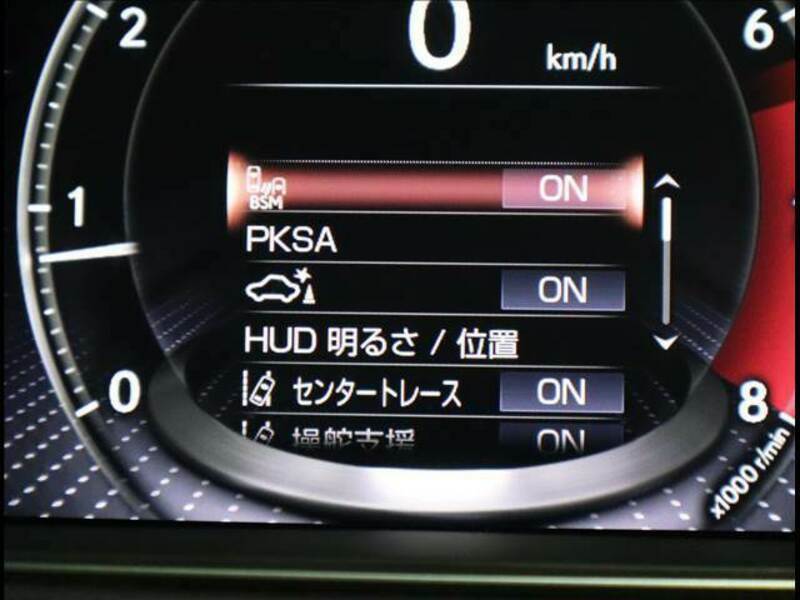 2
0
km/h
6
BSM
ON
1
PKSA
ON
HUD 明るさ / 位置
0
センタートレース
ON
8
操舵支援
ON
x1000 r/min